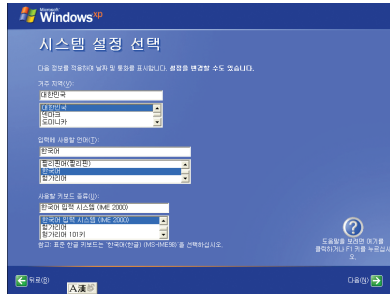 Microsoft
Windows xp
시스템 설정 선택
다음 정보를 적용하여 날짜 및 통화를 표시합니다. 설정을 변경할 수도 있습니다.
거주 지역(V):
대한민국
대한민국
덴마크
도미니카
입력에 사용할 언어(T):
한국어
필리핀어(필리핀)
한국어
헝가리어
사용할 키보드 종류(U):
한국어 입력 시스템 (IME 2000)
한국어 입력 시스템 (IME 2000)
헝가리어
헝가리어 101키
참고: 표준 한글 키보드는 '한국어(한글) (MS-IME98)'을 선택하십시오.
도움말을 보려면 여기를
클릭하거나 F1 키를 누르십시
오.
뒤로(B)
다음(N)
A漢